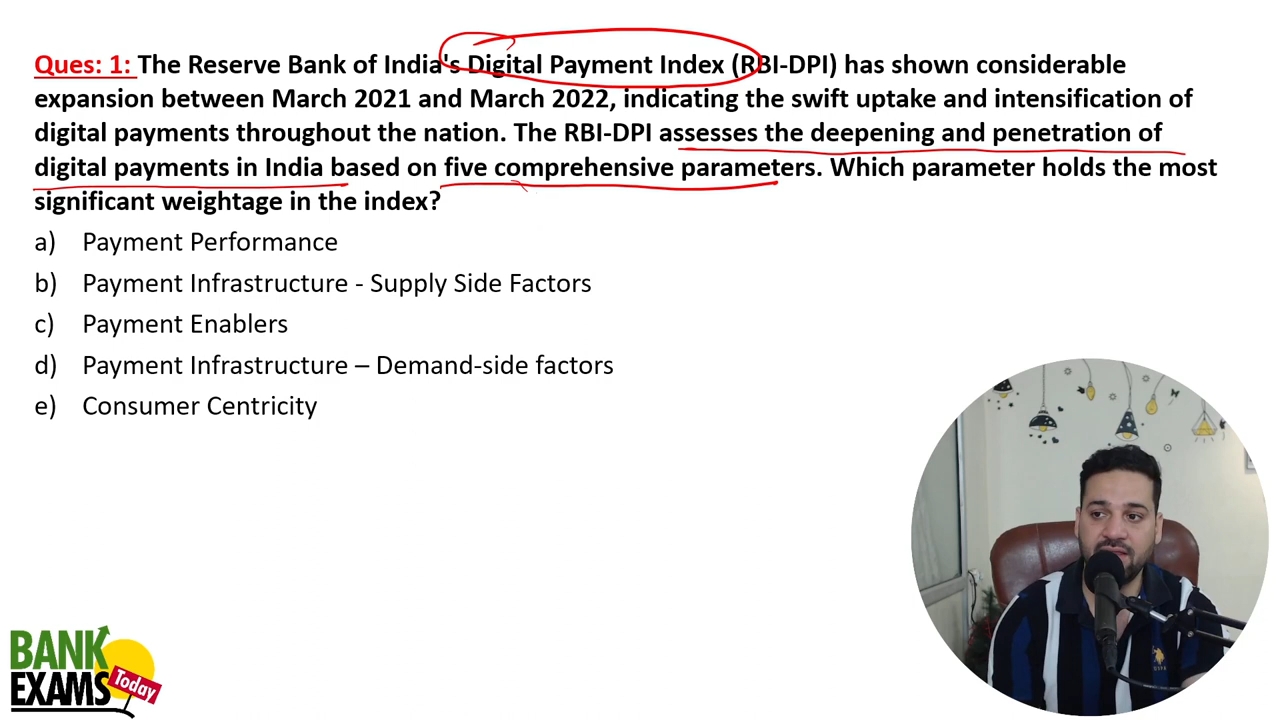 Ques: 1: The Reserve Bank of India's Digital Payment Index (RBI-DPI) has shown considerable
expansion between March 2021 and March 2022, indicating the swift uptake and intensification of
digital payments throughout the nation. The RBI-DPI assesses the deepening and penetration of
digital payments in India based on five comprehensive parameters. Which parameter holds the most
significant weightage in the index?
a) Payment Performance
b) Payment Infrastructure - Supply Side Factors
c) Payment Enablers
d) Payment Infrastructure – Demand-side factors
e) Consumer Centricity
BANK
EXAMS
Today